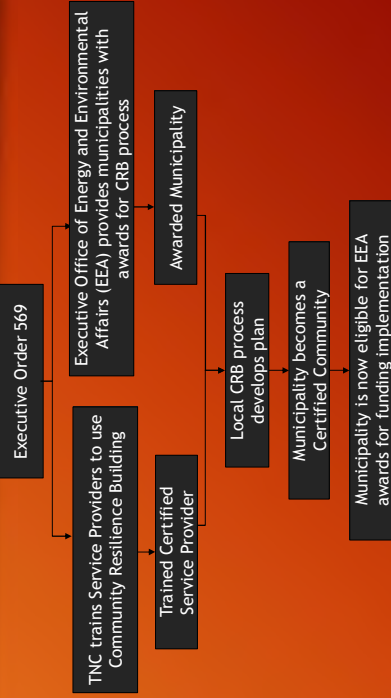 Executive Order 569
TNC trains Service Providers to use
Community Resilience Building
Executive Office of Energy and Environmental
Affairs (EEA) provides municipalities with
awards for CRB process
Trained Certified
Service Provider
Awarded Municipality
Local CRB process
develops plan
Municipality becomes a
Certified Community
Municipality is now eligible for EEA
awards for funding implementation